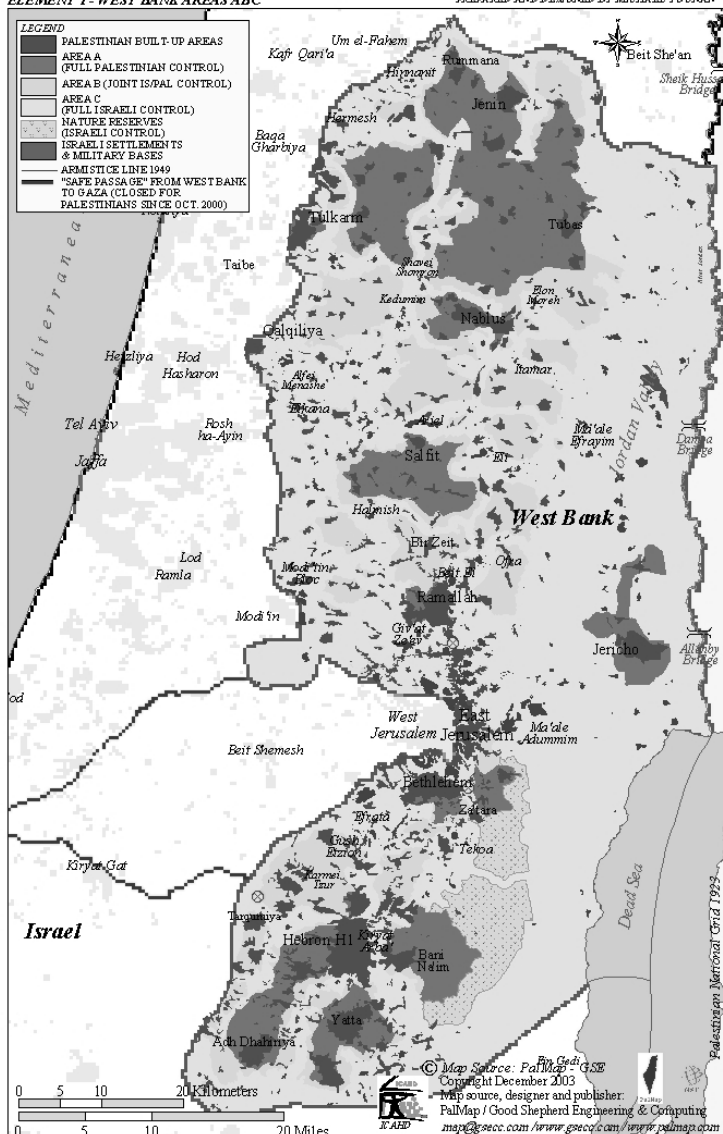 ELEMENT 1 - WEST BANK AREAS ABC
LEGEND
PALESTINIAN BUILT-UP AREAS
AREA A
(FULL PALESTINIAN CONTROL)
AREA B (JOINT IS/PAL CONTROL)
AREA C
(FULL ISRAELI CONTROL)
NATURE RESERVES
(ISRAELI CONTROL)
ISRAELI SETTLEMENTS
& MILITARY BASES
ARMISTICE LINE 1949
"SAFE PASSAGE" FROM WEST BANK
TO GAZA (CLOSED FOR
PALESTINIANS SINCE OCT. 2000)
Um el-Fahem
Kafr Qari'a
Beit She'an
Rummana
Hinnanit
Sheik Huss
Bridge
Jenin
Hermesh
Baqa
Gharbiya
Mediterranea
Tulkarm
Tubas
Taibe
Shavei
Shomron
Kedumim
Elon
Moreh
Nablus
Qalqiliya
Herzliya
Hod
Hasharon
Itamar
Alfei
Menashe
Elkana
Jordan Valley
Tel Aviv
Rosh
ha-Ayin
Ariel
Ma'ale
Efrayim
Damya
Bridge
Jaffa
Salfit
Eli
Halmish
West Bank
Bir Zeit
Lod
Ramla
Modi'in
Bloc
Beit El
Ofra
Ramallah
Modi'in
Giv'at
Ze'ev
Jericho
Allenby
Bridge
West
Jerusalem
East
Jerusalem
Ma'ale
Adummim
Beit Shemesh
Bethlehem
Za'tara
Efrata
Gush
Etzion
Tekoa
Kiryat-Gat
Karmei
Tzur
Dead Sea
Tarqumiya
Israel
Hebron H1
Kiryat
Arba'
Bani
Na'im
Yatta
Adh Dhahiriya
Palestinian National Grid 1923
Ein Gedi
0 5 10 20 Kilometers
0 5 10 20 Miles
ICAHD
ICAHD
PalMap
© Map Source: PalMap - GSE
Copyright December 2003
Map source, designer and publisher:
PalMap / Good Shepherd Engineering & Computing
map@gsecc.com /www.gsecc.com /www.palmap.com